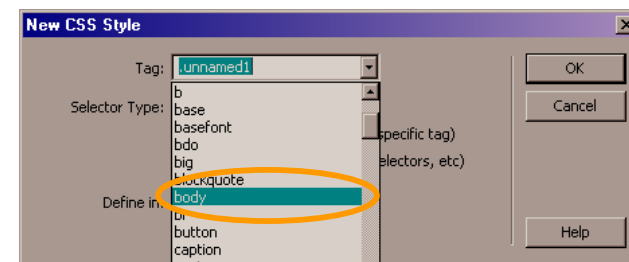 New CSS Style
Tag: .unnamed1
OK
b
Selector Type:
base
Cancel
basefont
specific tag)
bdo
big
selectors, etc)
blockquote
Define in:
body
br
button
Help
caption